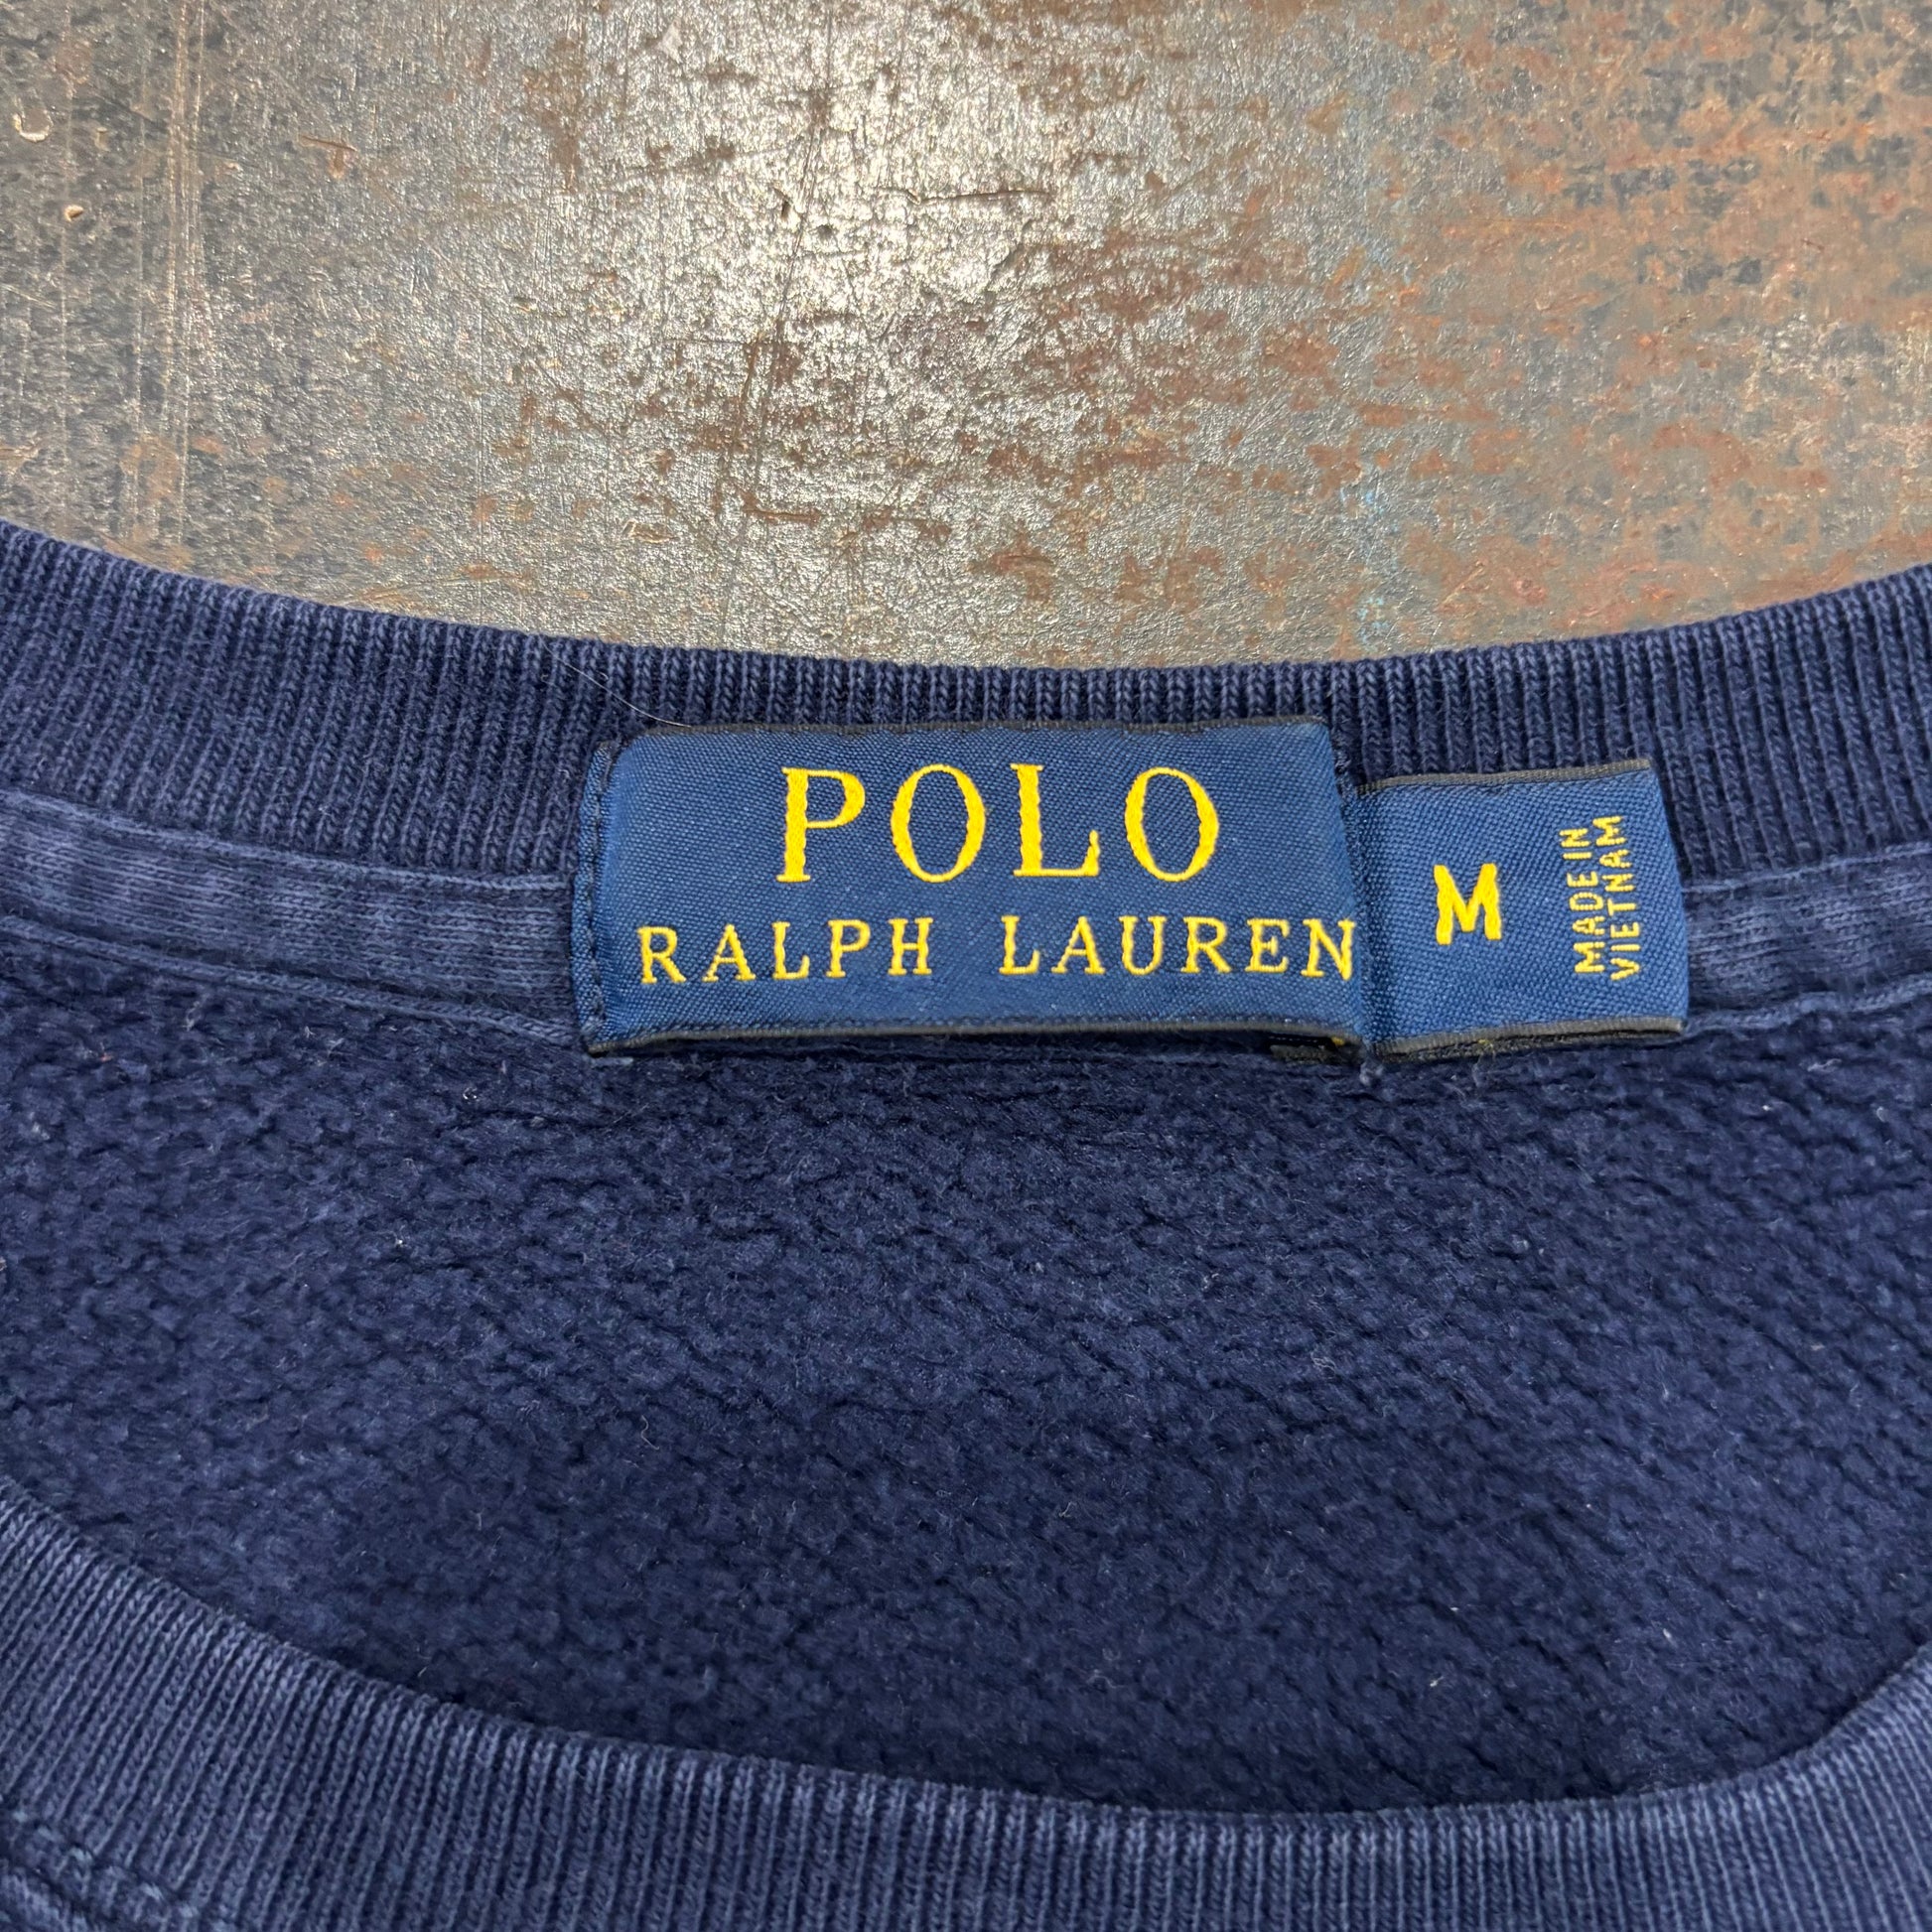 POLO
RALPH LAUREN
M
MADE IN
VIETNAM